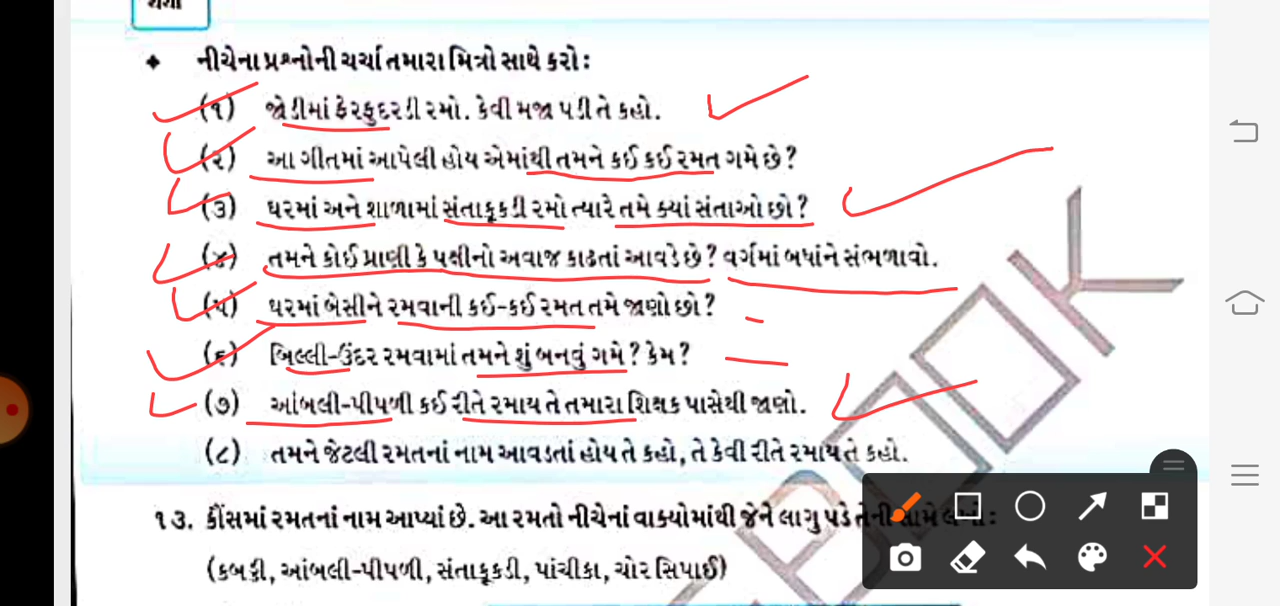 ચર્ચા
નીચેના પ્રશ્નોની ચર્ચા તમારા મિત્રો સાથે કરો :
(૧) જોડીમાં ફેરફુદરડી રમો. કેવી મજા પડી તે કહો.
(૨) આ ગીતમાં આપેલી હોય એમાંથી તમને કઈ કઈ રમત ગમે છે?
(૩) ઘરમાં અને શાળામાં સંતાકૂકડી રમો ત્યારે તમે ક્યાં સંતાઓ છો?
(૪) તમને કોઈ પ્રાણી કે પક્ષીનો અવાજ કાઢતાં આવડે છે? વર્ગમાં બધાંને સંભળાવો.
(૫) ઘરમાં બેસીને રમવાની કઈ-કઈ રમત તમે જાણો છો?
(૬) બિલ્લી-ઉંદર રમવામાં તમને શું બનવું ગમે? કેમ?
(૭) આંબલી-પીપળી કઈ રીતે રમાય તે તમારા શિક્ષક પાસેથી જાણો.
(૮) તમને જેટલી રમતનાં નામ આવડતાં હોય તે કહો, તે કેવી રીતે રમાય તે કહો.
૧૩. કૌંસમાં રમતનાં નામ આપ્યાં છે. આ રમતો નીચેનાં વાક્યોમાંથી જેને લાગુ પડે તેની સામે લખો :
(કબડ્ડી, આંબલી-પીપળી, સંતાકૂકડી, પાંચીકા, ચોર સિપાઈ)